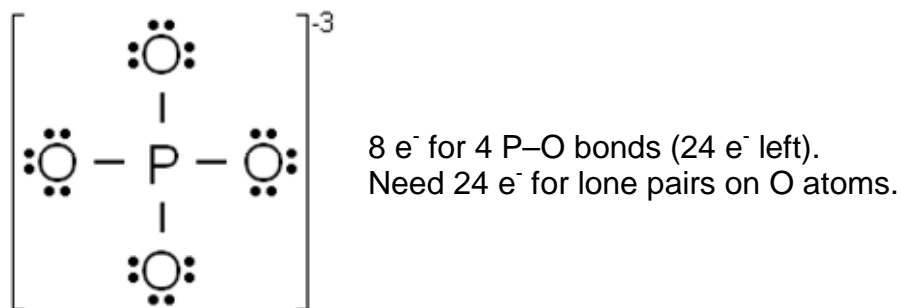 -3
O
O – P – O
O
8 e⁻ for 4 P–O bonds (24 e⁻ left).
Need 24 e⁻ for lone pairs on O atoms.